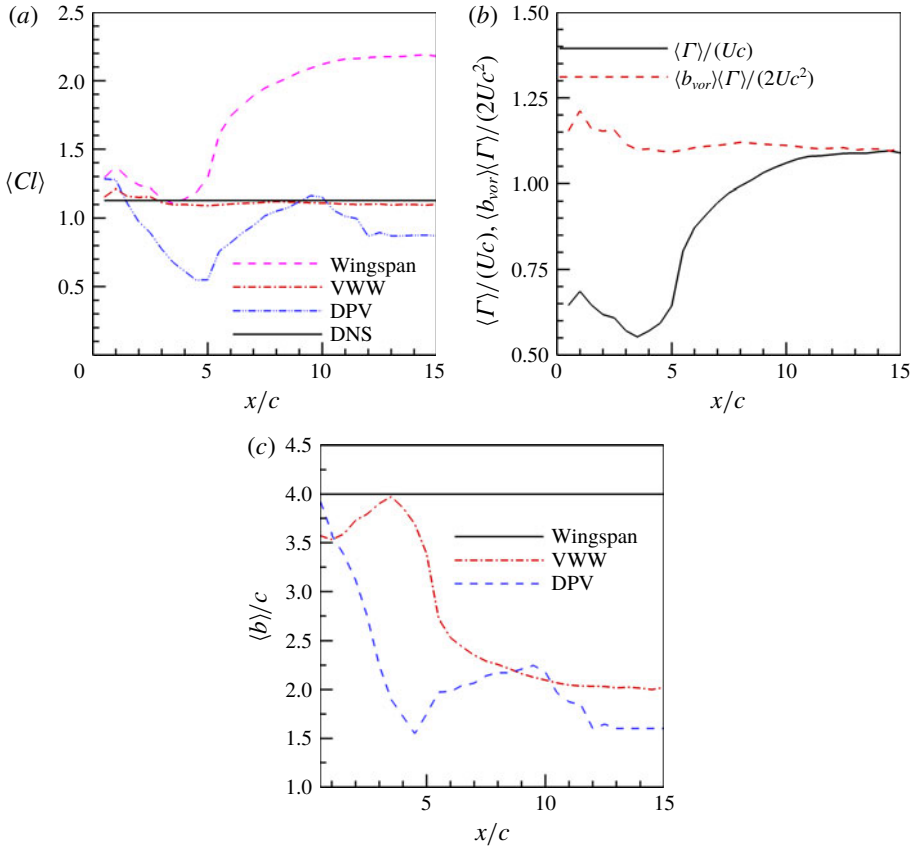 (a)
2.5
2.0
1.5
⟨Cl⟩
1.0
0.5
0
5
10
15
x/c
Wingspan
VWW
DPV
DNS
(b)
1.50
1.25
1.00
0.75
0.50
⟨Γ⟩/(Uc), ⟨b_vor⟩⟨Γ⟩/(2Uc²)
⟨Γ⟩/(Uc)
⟨b_vor⟩⟨Γ⟩/(2Uc²)
0
5
10
15
x/c
(c)
4.5
4.0
3.5
3.0
2.5
2.0
1.5
1.0
⟨b⟩/c
Wingspan
VWW
DPV
5
10
15
x/c